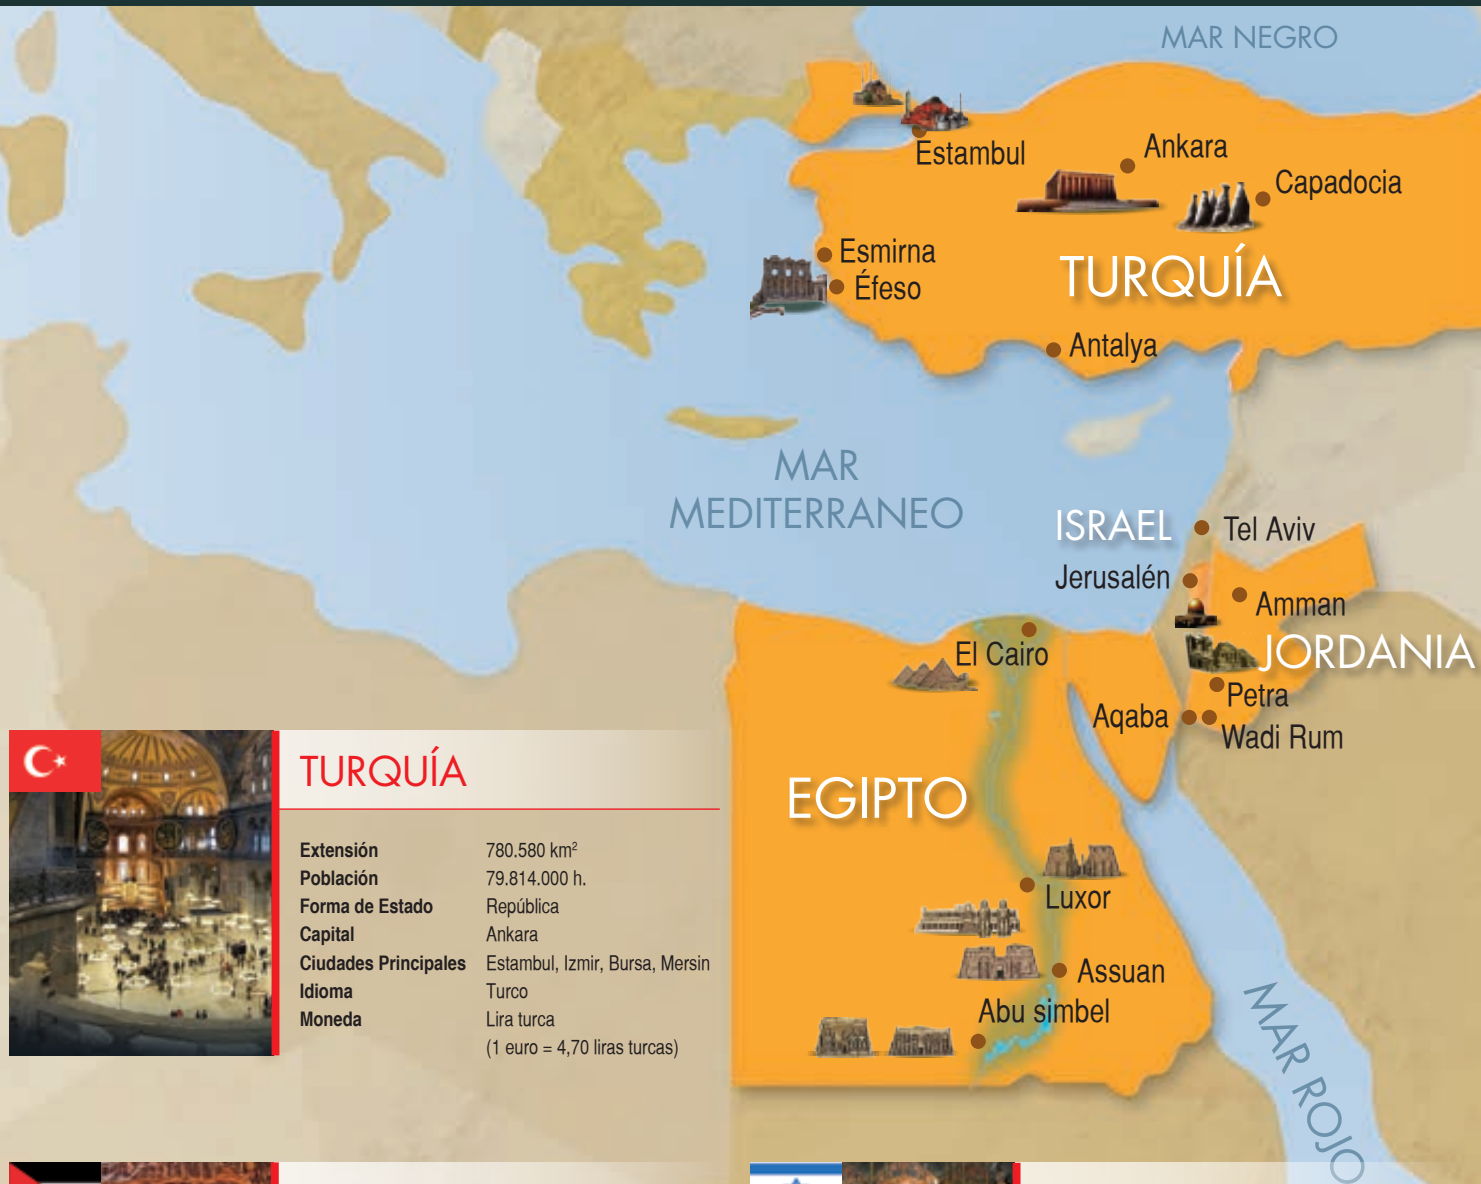 MAR NEGRO
Estambul
Ankara
Capadocia
Esmirna
Éfeso
TURQUÍA
Antalya
MAR
MEDITERRANEO
ISRAEL
Tel Aviv
Jerusalén
Amman
JORDANIA
El Cairo
Petra
Aqaba
Wadi Rum
EGIPTO
Luxor
Assuan
Abu simbel
MAR ROJO
TURQUÍA
Extensión 780.580 km²
Población 79.814.000 h.
Forma de Estado República
Capital Ankara
Ciudades Principales Estambul, Izmir, Bursa, Mersin
Idioma Turco
Moneda Lira turca
(1 euro = 4,70 liras turcas)